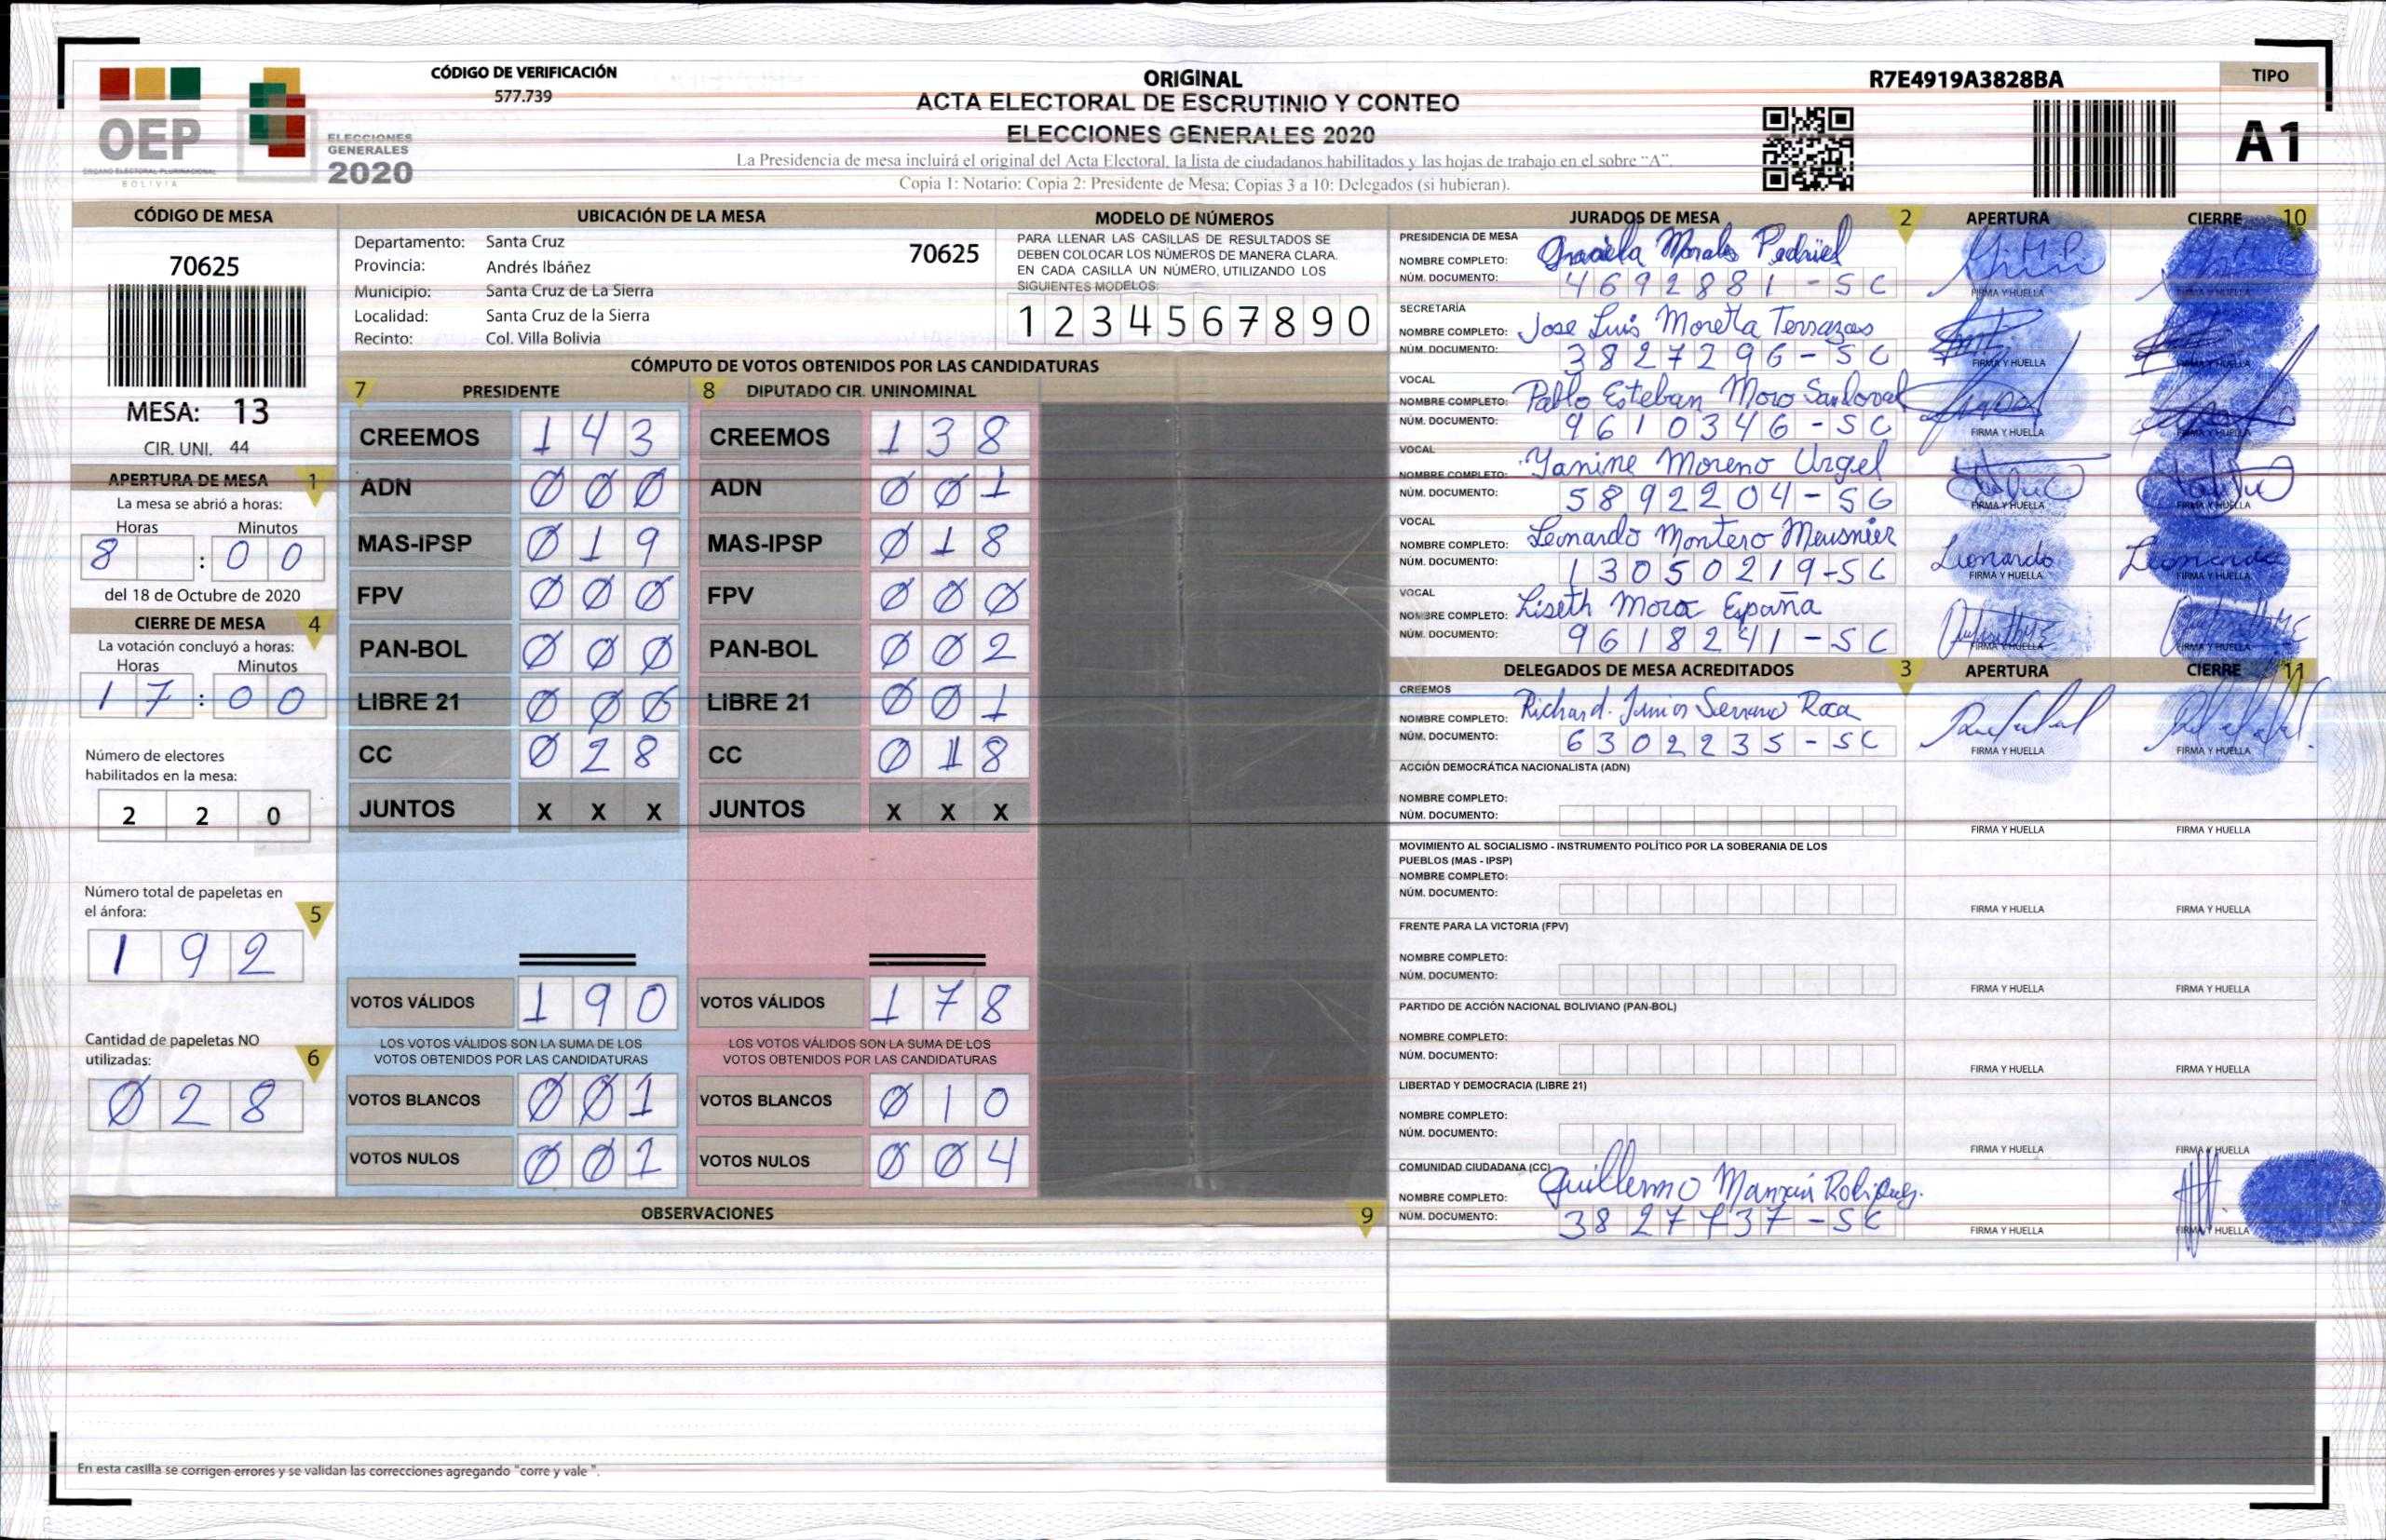 CÓDIGO DE VERIFICACIÓN
577.739
OEP
ÓRGANO ELECTORAL PLURINACIONAL
BOLIVIA
ELECCIONES
GENERALES
2020
ORIGINAL
ACTA ELECTORAL DE ESCRUTINIO Y CONTEO
ELECCIONES GENERALES 2020
La Presidencia de mesa incluirá el original del Acta Electoral, la lista de ciudadanos habilitados y las hojas de trabajo en el sobre "A".
Copia 1: Notario: Copia 2: Presidente de Mesa; Copias 3 a 10: Delegados (si hubieran).
R7E4919A3828BA
TIPO
A1
CÓDIGO DE MESA
70625
MESA: 13
CIR. UNI. 44
APERTURA DE MESA 1
La mesa se abrió a horas:
Horas Minutos
8 : 0 0
del 18 de Octubre de 2020
CIERRE DE MESA 4
La votación concluyó a horas:
Horas Minutos
1 7 : 0 0
Número de electores
habilitados en la mesa:
2 2 0
Número total de papeletas en
el ánfora:
5
1 9 2
Cantidad de papeletas NO
utilizadas:
6
0 2 8
UBICACIÓN DE LA MESA
Departamento: Santa Cruz
70625
Provincia: Andrés Ibáñez
Municipio: Santa Cruz de La Sierra
Localidad: Santa Cruz de la Sierra
Recinto: Col. Villa Bolivia
MODELO DE NÚMEROS
PARA LLENAR LAS CASILLAS DE RESULTADOS SE
DEBEN COLOCAR LOS NÚMEROS DE MANERA CLARA.
EN CADA CASILLA UN NÚMERO, UTILIZANDO LOS
SIGUIENTES MODELOS:
1 2 3 4 5 6 7 8 9 0
CÓMPUTO DE VOTOS OBTENIDOS POR LAS CANDIDATURAS
7 PRESIDENTE
CREEMOS 1 4 3
ADN 0 0 0
MAS-IPSP 0 1 9
FPV 0 0 0
PAN-BOL 0 0 0
LIBRE 21 0 0 0
CC 0 2 8
JUNTOS X X X
VOTOS VÁLIDOS 1 9 0
LOS VOTOS VÁLIDOS SON LA SUMA DE LOS
VOTOS OBTENIDOS POR LAS CANDIDATURAS
VOTOS BLANCOS 0 0 1
VOTOS NULOS 0 0 1
8 DIPUTADO CIR. UNINOMINAL
CREEMOS 1 3 8
ADN 0 0 1
MAS-IPSP 0 1 8
FPV 0 0 0
PAN-BOL 0 0 2
LIBRE 21 0 0 1
CC 0 1 8
JUNTOS X X X
VOTOS VÁLIDOS 1 7 8
LOS VOTOS VÁLIDOS SON LA SUMA DE LOS
VOTOS OBTENIDOS POR LAS CANDIDATURAS
VOTOS BLANCOS 0 1 0
VOTOS NULOS 0 0 4
OBSERVACIONES 9
En esta casilla se corrigen errores y se validan las correcciones agregando "corre y vale ".
JURADOS DE MESA 2 APERTURA CIERRE 10
PRESIDENCIA DE MESA
NOMBRE COMPLETO: Graciela Morales Pedriel
NÚM. DOCUMENTO: 4692881-SC
FIRMA Y HUELLA FIRMA Y HUELLA
SECRETARÍA
NOMBRE COMPLETO: Jose Luis Moreta Terrazas
NÚM. DOCUMENTO: 3827296-SC
FIRMA Y HUELLA FIRMA Y HUELLA
VOCAL
NOMBRE COMPLETO: Pablo Esteban Moro Sandoval
NÚM. DOCUMENTO: 9610346-SC
FIRMA Y HUELLA FIRMA Y HUELLA
VOCAL
NOMBRE COMPLETO: Yanine Moreno Urgel
NÚM. DOCUMENTO: 5892204-SC
FIRMA Y HUELLA FIRMA Y HUELLA
VOCAL
NOMBRE COMPLETO: Leonardo Montero Meusnier
NÚM. DOCUMENTO: 13050219-SC
Leonardo Leonardo
FIRMA Y HUELLA FIRMA Y HUELLA
VOCAL
NOMBRE COMPLETO: Liseth Mora España
NÚM. DOCUMENTO: 9618241-SC
FIRMA Y HUELLA FIRMA Y HUELLA
DELEGADOS DE MESA ACREDITADOS 3 APERTURA CIERRE 11
CREEMOS
NOMBRE COMPLETO: Richard. Junior Serrano Roca
NÚM. DOCUMENTO: 6302235-SC
FIRMA Y HUELLA FIRMA Y HUELLA
ACCIÓN DEMOCRÁTICA NACIONALISTA (ADN)
NOMBRE COMPLETO:
NÚM. DOCUMENTO:
FIRMA Y HUELLA FIRMA Y HUELLA
MOVIMIENTO AL SOCIALISMO - INSTRUMENTO POLÍTICO POR LA SOBERANIA DE LOS
PUEBLOS (MAS - IPSP)
NOMBRE COMPLETO:
NÚM. DOCUMENTO:
FIRMA Y HUELLA FIRMA Y HUELLA
FRENTE PARA LA VICTORIA (FPV)
NOMBRE COMPLETO:
NÚM. DOCUMENTO:
FIRMA Y HUELLA FIRMA Y HUELLA
PARTIDO DE ACCIÓN NACIONAL BOLIVIANO (PAN-BOL)
NOMBRE COMPLETO:
NÚM. DOCUMENTO:
FIRMA Y HUELLA FIRMA Y HUELLA
LIBERTAD Y DEMOCRACIA (LIBRE 21)
NOMBRE COMPLETO:
NÚM. DOCUMENTO:
FIRMA Y HUELLA FIRMA Y HUELLA
COMUNIDAD CIUDADANA (CC)
NOMBRE COMPLETO: Guillermo
NÚM. DOCUMENTO: 3827737-SC
FIRMA Y HUELLA FIRMA Y HUELLA